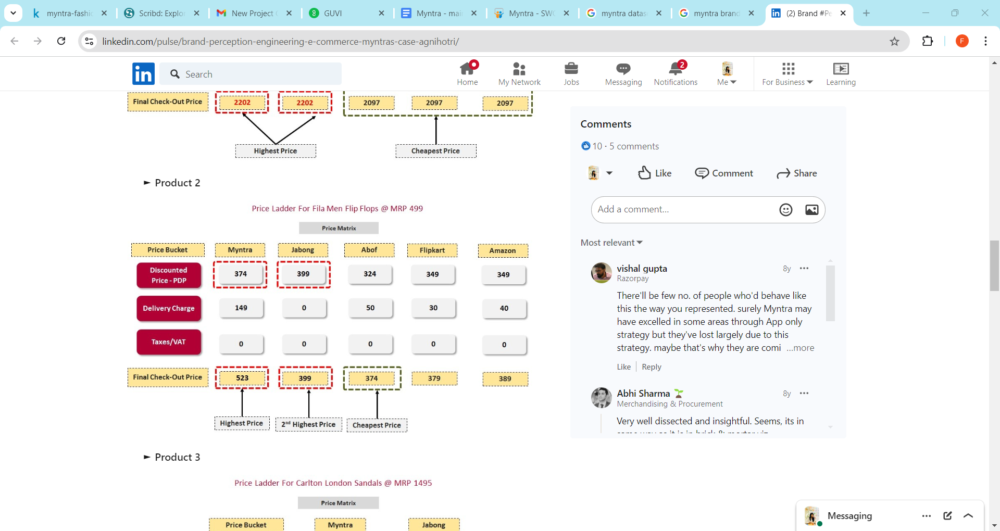 myntra-fashi
Scribd: Explor
New Project
GUVI
Myntra - mai
Myntra - SWO
myntra datas
myntra brand
(2) Brand #Pe
linkedin.com/pulse/brand-perception-engineering-e-commerce-myntras-case-agnihotri/
F
in
Search
Home
My Network
Jobs
Messaging
2
Notifications
Me
For Business
Learning
Final Check-Out Price 2202 2202 2097 2097 2097
Highest Price Cheapest Price
► Product 2
Price Ladder For Fila Men Flip Flops @ MRP 499
Price Matrix
Price Bucket Myntra Jabong Abof Flipkart Amazon
Discounted
Price - PDP 374 399 324 349 349
Delivery Charge 149 0 50 30 40
Taxes/VAT 0 0 0 0 0
Final Check-Out Price 523 399 374 379 389
Highest Price 2nd Highest Price Cheapest Price
► Product 3
Price Ladder For Carlton London Sandals @ MRP 1495
Price Matrix
Price Bucket Myntra Jabong
Comments
10 · 5 comments
Like Comment Share
Add a comment...
Most relevant
vishal gupta 8y
Razorpay
There'll be few no. of people who'd behave like
this the way you represented. surely Myntra may
have excelled in some areas through App only
strategy but they've lost largely due to this
strategy. maybe that's why they are comi ...more
Like Reply
Abhi Sharma 8y
Merchandising & Procurement
Very well dissected and insightful. Seems, its in
Messaging